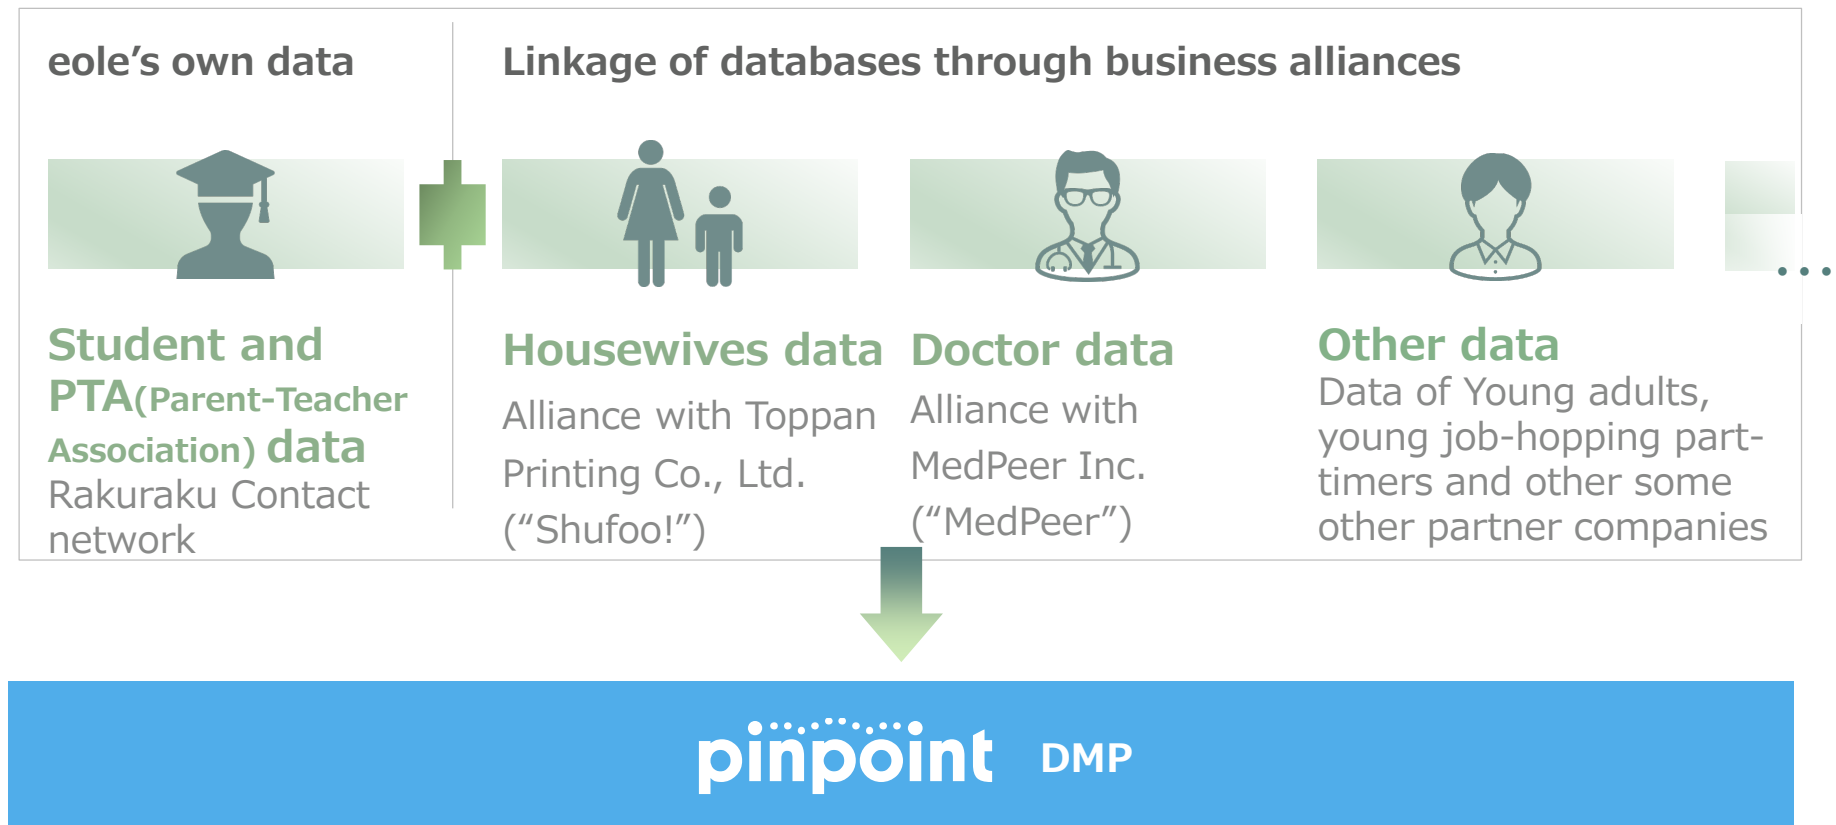 eole’s own data
Linkage of databases through business alliances
Student and
PTA(Parent-Teacher
Association) data
Rakuraku Contact
network
Housewives data
Alliance with Toppan
Printing Co., Ltd.
(“Shufoo!”)
Doctor data
Alliance with
MedPeer Inc.
(“MedPeer”)
Other data
Data of Young adults,
young job-hopping part-
timers and other some
other partner companies
...
pinpoint DMP